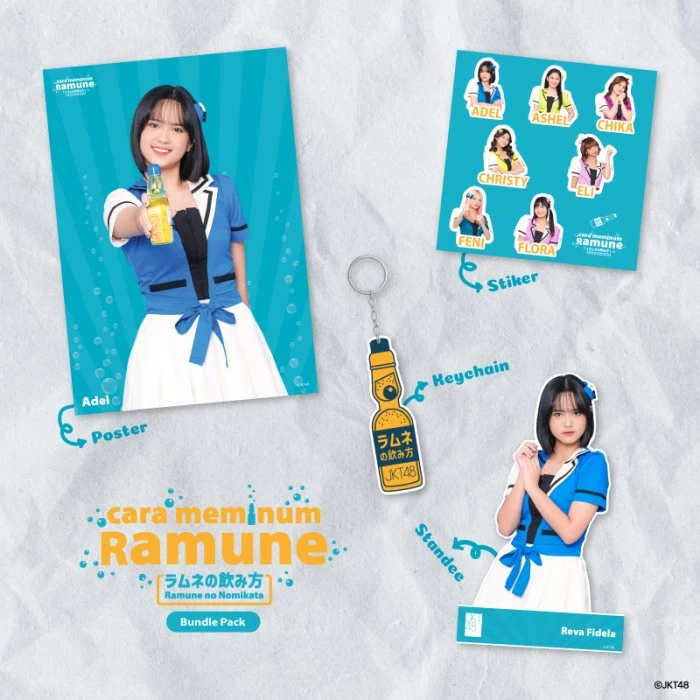 cara meminum
Ramune
Adel
Poster
ADEL
ASHEL
CHIKA
CHRISTY
ELI
FENI
FLORA
cara meminum
Ramune
Stiker
Keychain
ラムネ
の飲み方
JKT48
cara meminum
Ramune
ラムネの飲み方
Ramune no Nomikata
Bundle Pack
Standee
JKT
48
Reva Fidela
©JKT48